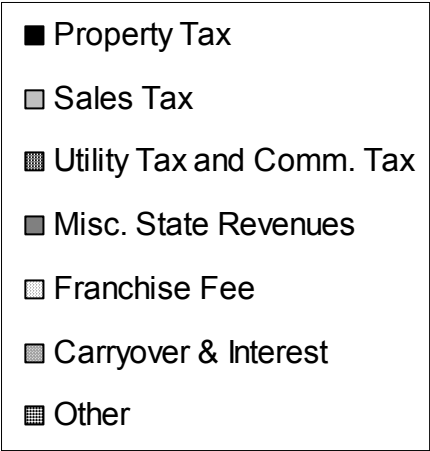 Property Tax
Sales Tax
Utility Tax and Comm. Tax
Misc. State Revenues
Franchise Fee
Carryover & Interest
Other